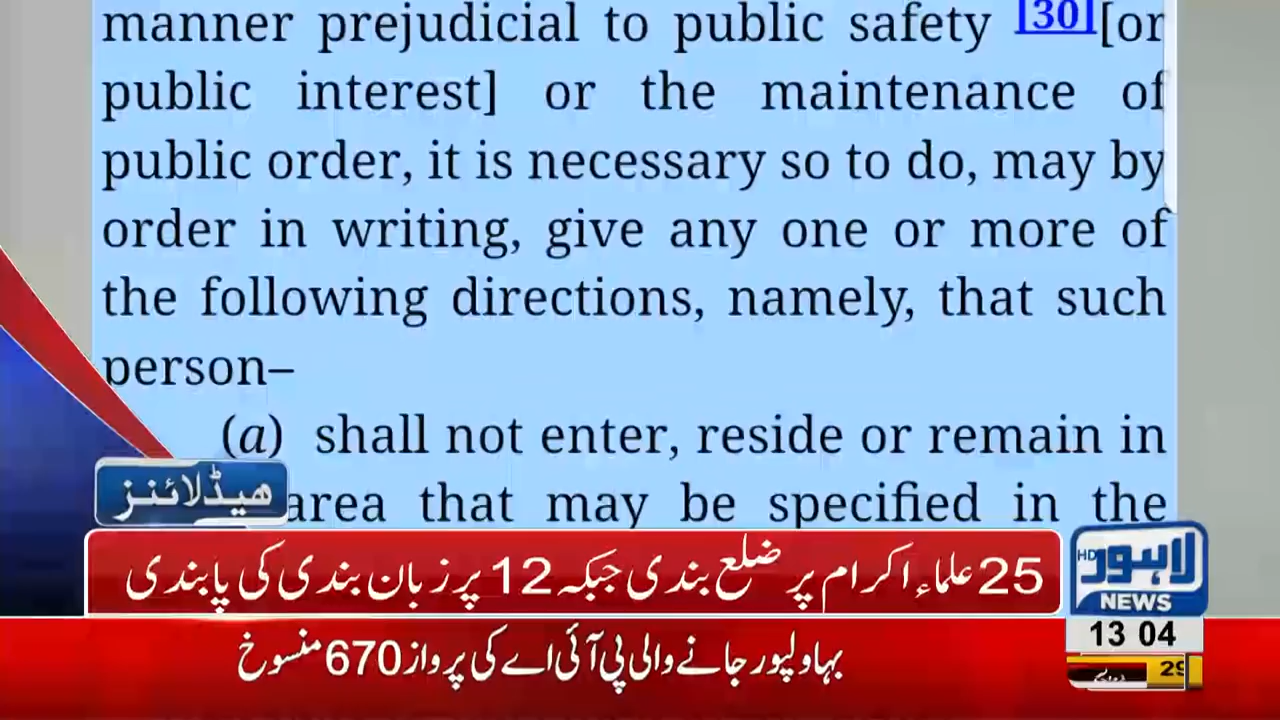 manner prejudicial to public safety [30][or
public interest] or the maintenance of
public order, it is necessary so to do, may by
order in writing, give any one or more of
the following directions, namely, that such
person–
(a) shall not enter, reside or remain in
area that may be specified in the
ہیڈلائنز
25 علماء اکرام پر ضلع بندی جبکہ 12 پر زبان بندی کی پابندی
HD لاہور
NEWS
13 04
بہاولپور جانے والی پی آئی اے کی پرواز 670 منسوخ
29